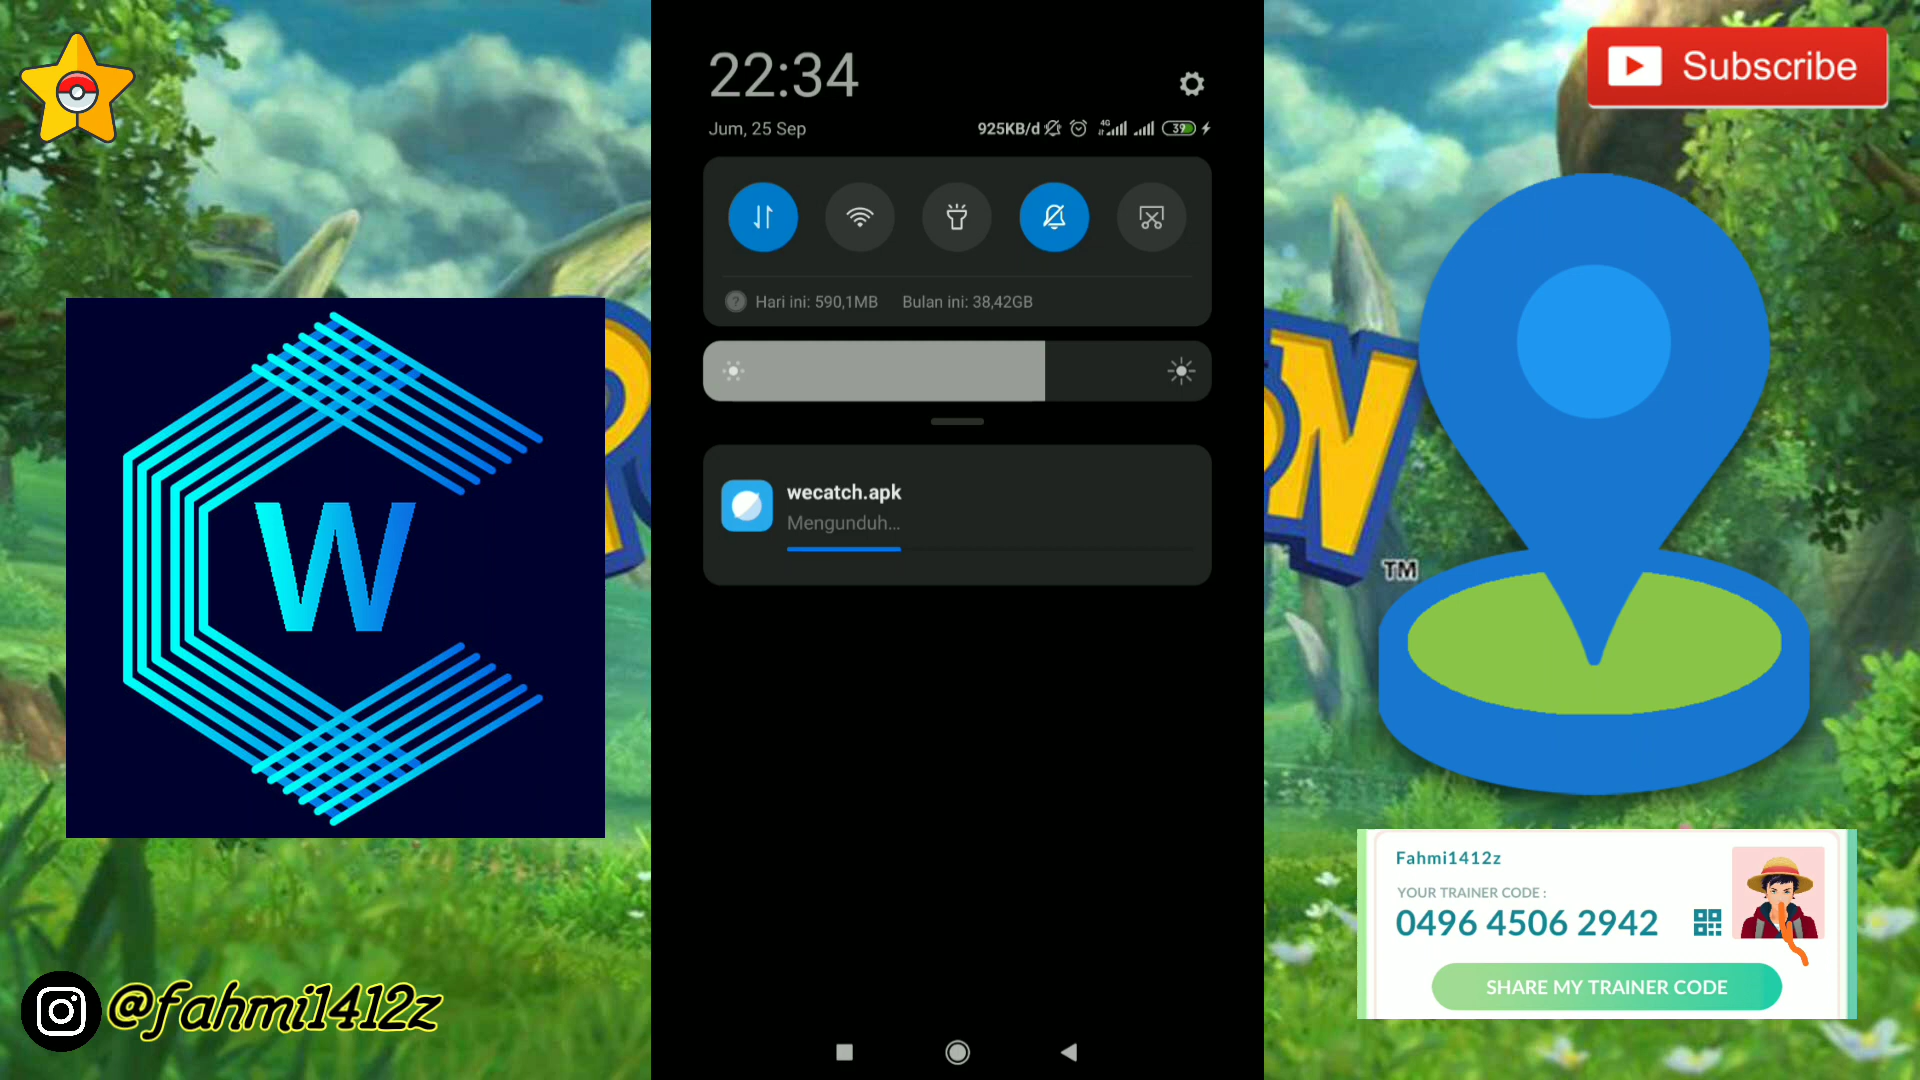 22:34
Jum, 25 Sep
925KB/d
4G
39
Hari ini: 590,1MB
Bulan ini: 38,42GB
wecatch.apk
Mengunduh...
Subscribe
W
N
TM
Fahmi1412z
YOUR TRAINER CODE :
0496 4506 2942
SHARE MY TRAINER CODE
@fahmi1412z